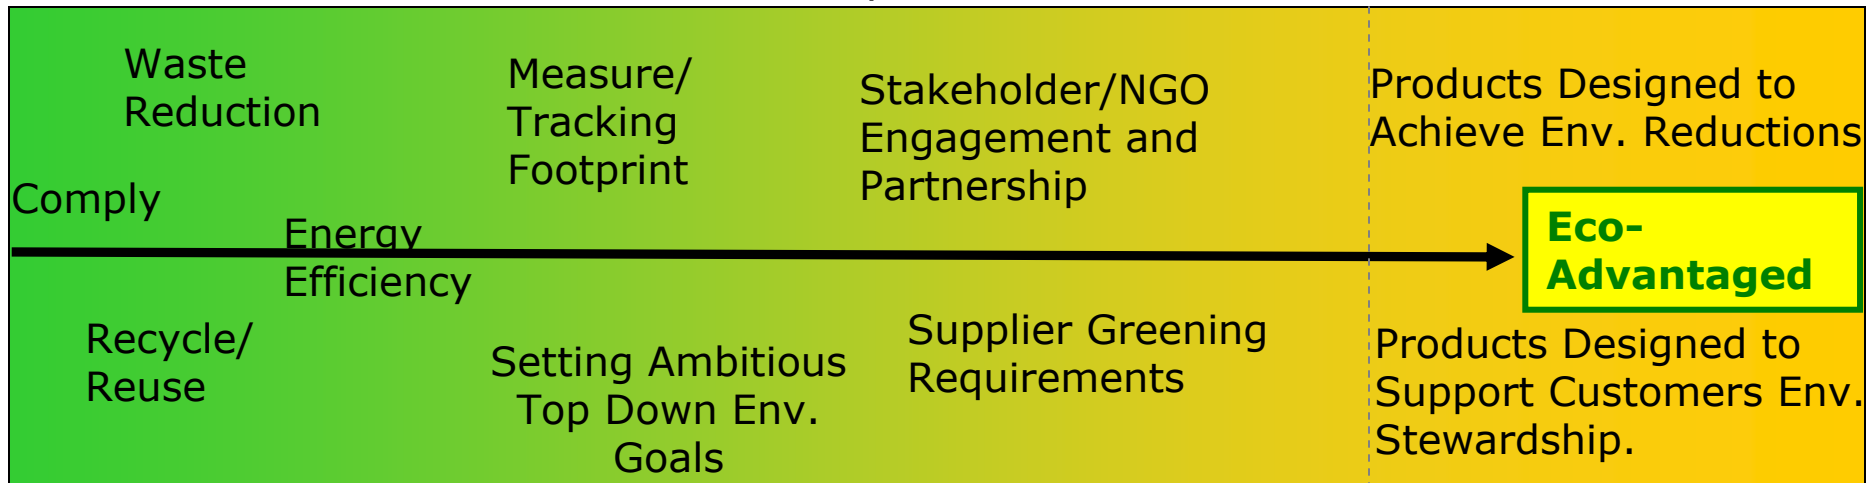 Waste
Reduction
Measure/
Tracking
Footprint
Stakeholder/NGO
Engagement and
Partnership
Products Designed to
Achieve Env. Reductions
Comply
Energy
Efficiency
Eco-
Advantaged
Recycle/
Reuse
Setting Ambitious
Top Down Env.
Goals
Supplier Greening
Requirements
Products Designed to
Support Customers Env.
Stewardship.